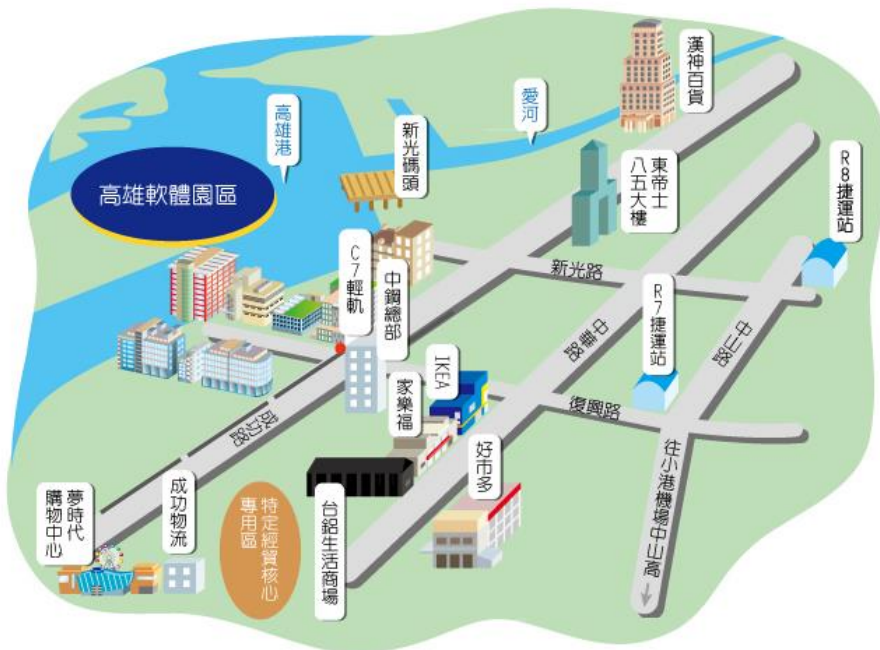 漢神百貨
愛河
高雄港
新光碼頭
東帝士
八五大樓
R8捷運站
高雄軟體園區
C7輕軌
中鋼總部
新光路
中華路
R7捷運站
中山路
IKEA
家樂福
復興路
成功路
好市多
夢時代
購物中心
成功物流
特定經貿核心
專用區
台鋁生活商場
往小港機場中山高